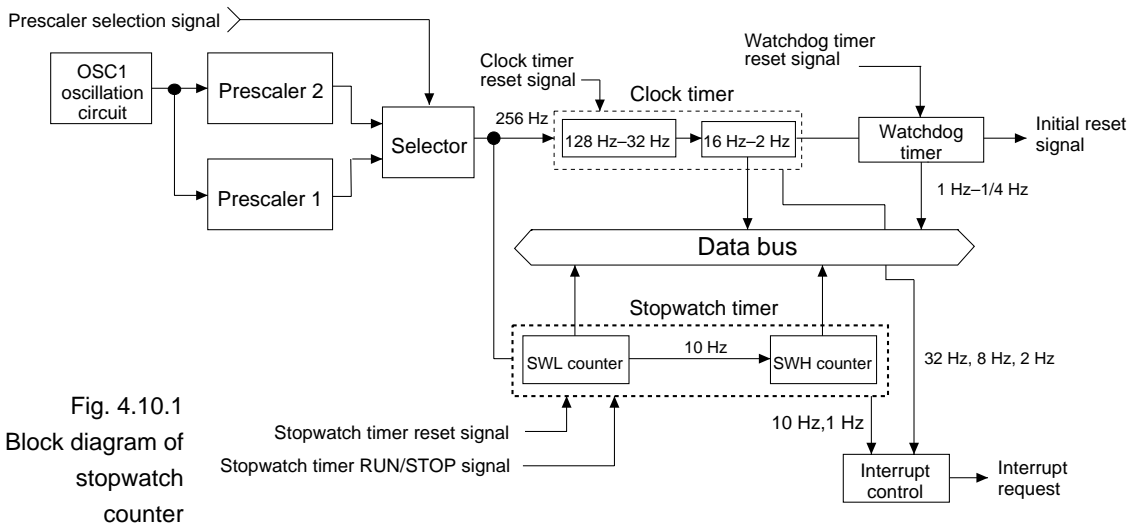 Prescaler selection signal
OSC1
oscillation
circuit
Prescaler 2
Prescaler 1
Selector
256 Hz
Clock timer
reset signal
Clock timer
128 Hz–32 Hz
16 Hz–2 Hz
Watchdog timer
reset signal
Watchdog
timer
Initial reset
signal
1 Hz–1/4 Hz
Data bus
Stopwatch timer
SWL counter
10 Hz
SWH counter
32 Hz, 8 Hz, 2 Hz
10 Hz,1 Hz
Stopwatch timer reset signal
Stopwatch timer RUN/STOP signal
Interrupt
control
Interrupt
request
Fig. 4.10.1
Block diagram of
stopwatch
counter